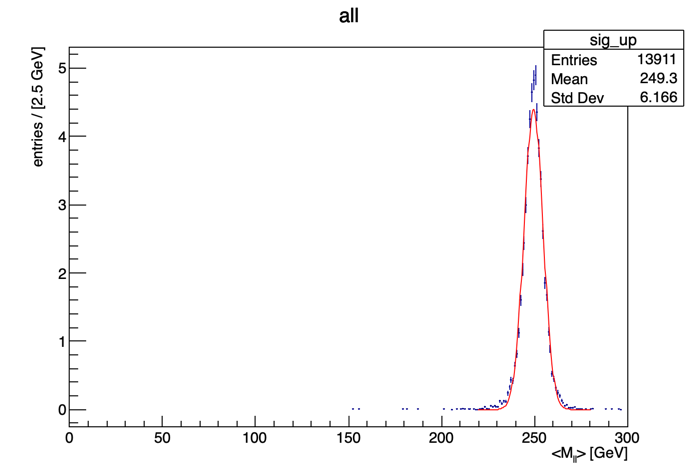 all
sig_up
Entries 13911
Mean 249.3
Std Dev 6.166
entries / [2.5 GeV]
5
4
3
2
1
0
0 50 100 150 200 250 300
<M_ll> [GeV]